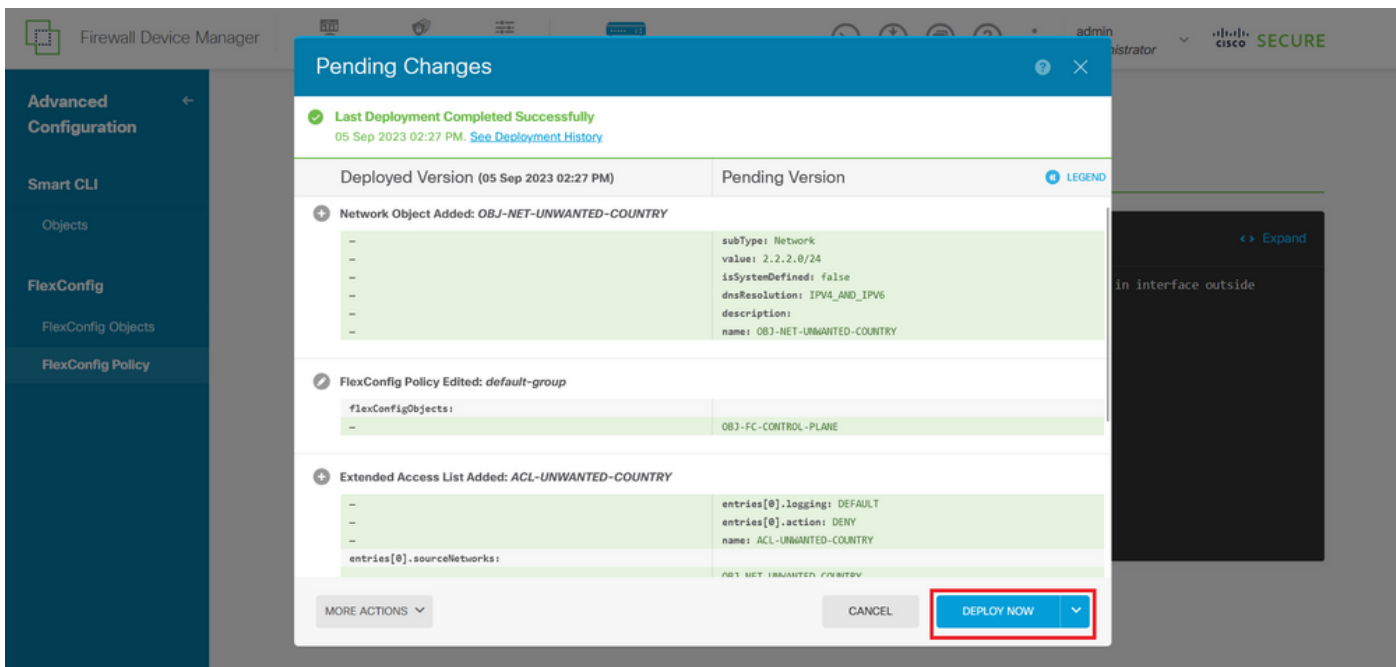 Firewall Device Manager
admin
cisco SECURE
Pending Changes
Last Deployment Completed Successfully
05 Sep 2023 02:27 PM. See Deployment History
Deployed Version (05 Sep 2023 02:27 PM)
Pending Version
LEGEND
Network Object Added: OBJ-NET-UNWANTED-COUNTRY
– subType: Network
– value: 2.2.2.0/24
– isSystemDefined: false
– dnsResolution: IPV4_AND_IPV6
– description:
– name: OBJ-NET-UNWANTED-COUNTRY
FlexConfig Policy Edited: default-group
flexConfigObjects:
– OBJ-FC-CONTROL-PLANE
Extended Access List Added: ACL-UNWANTED-COUNTRY
– entries[0].logging: DEFAULT
– entries[0].action: DENY
– name: ACL-UNWANTED-COUNTRY
entries[0].sourceNetworks:
OBJ-NET-UNWANTED-COUNTRY
MORE ACTIONS
CANCEL
DEPLOY NOW
Advanced
Configuration
Smart CLI
Objects
FlexConfig
FlexConfig Objects
FlexConfig Policy
Expand
in interface outside